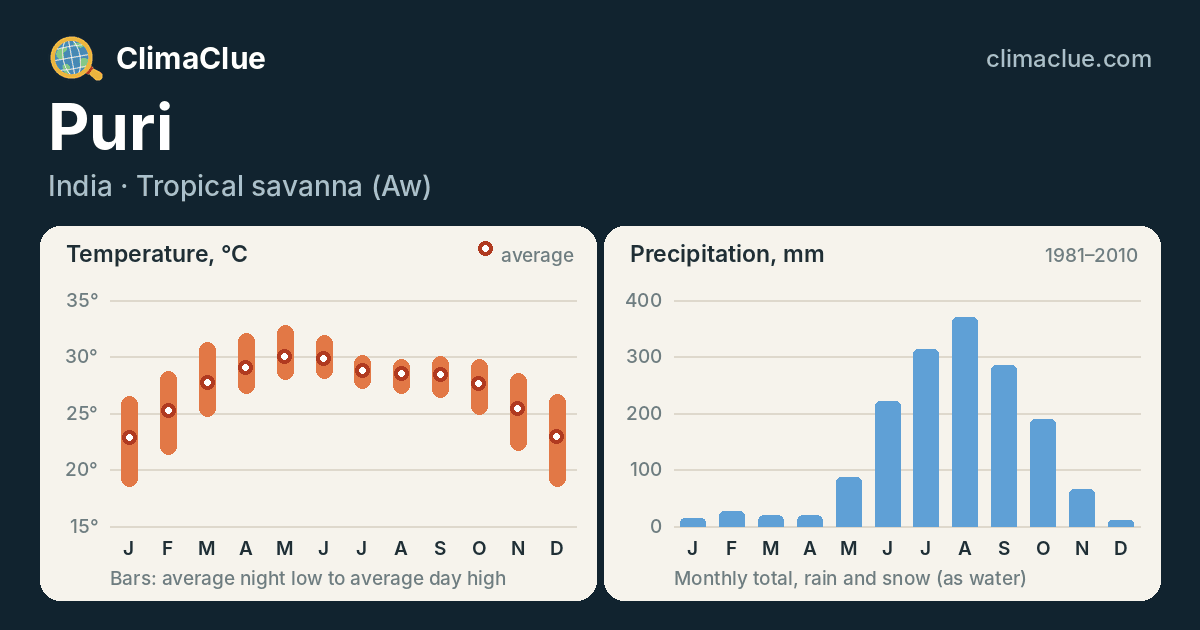 ClimaClue
climaclue.com
Puri
India · Tropical savanna (Aw)
Temperature, °C
average
35°
30°
25°
20°
15°
J F M A M J J A S O N D
Bars: average night low to average day high
Precipitation, mm
1981–2010
400
300
200
100
0
J F M A M J J A S O N D
Monthly total, rain and snow (as water)